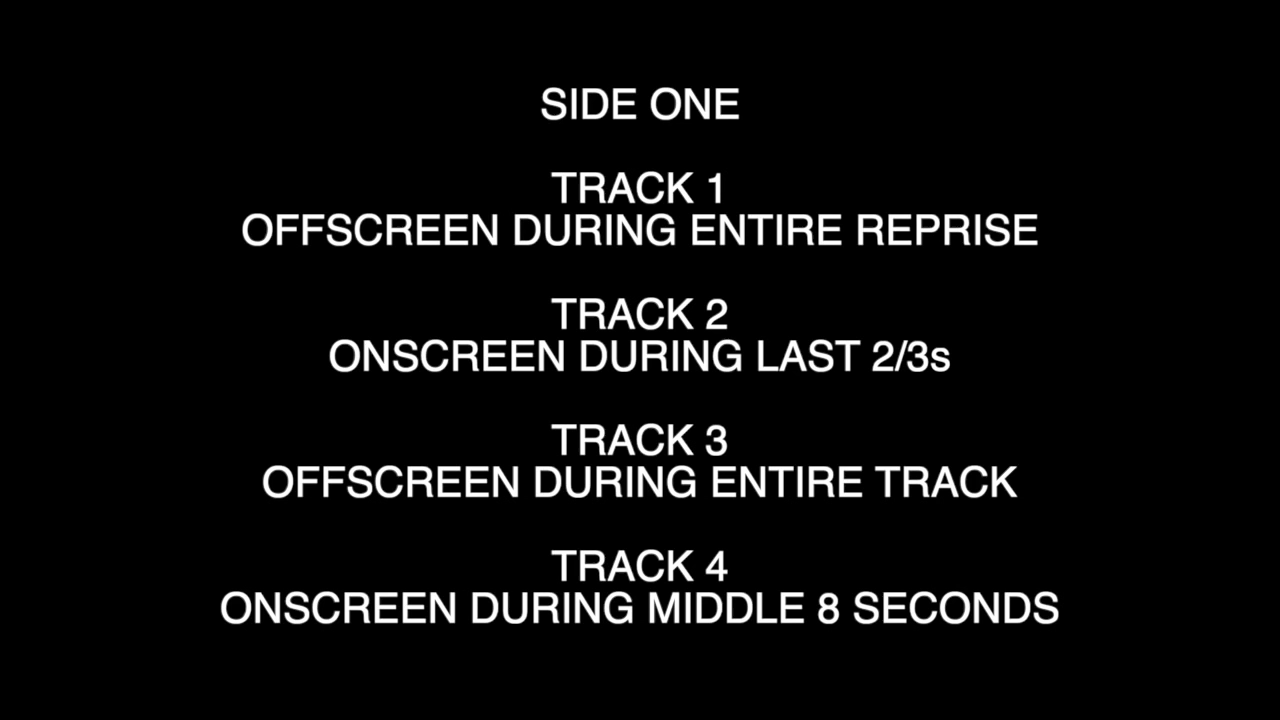 SIDE ONE
TRACK 1
OFFSCREEN DURING ENTIRE REPRISE
TRACK 2
ONSCREEN DURING LAST 2/3s
TRACK 3
OFFSCREEN DURING ENTIRE TRACK
TRACK 4
ONSCREEN DURING MIDDLE 8 SECONDS